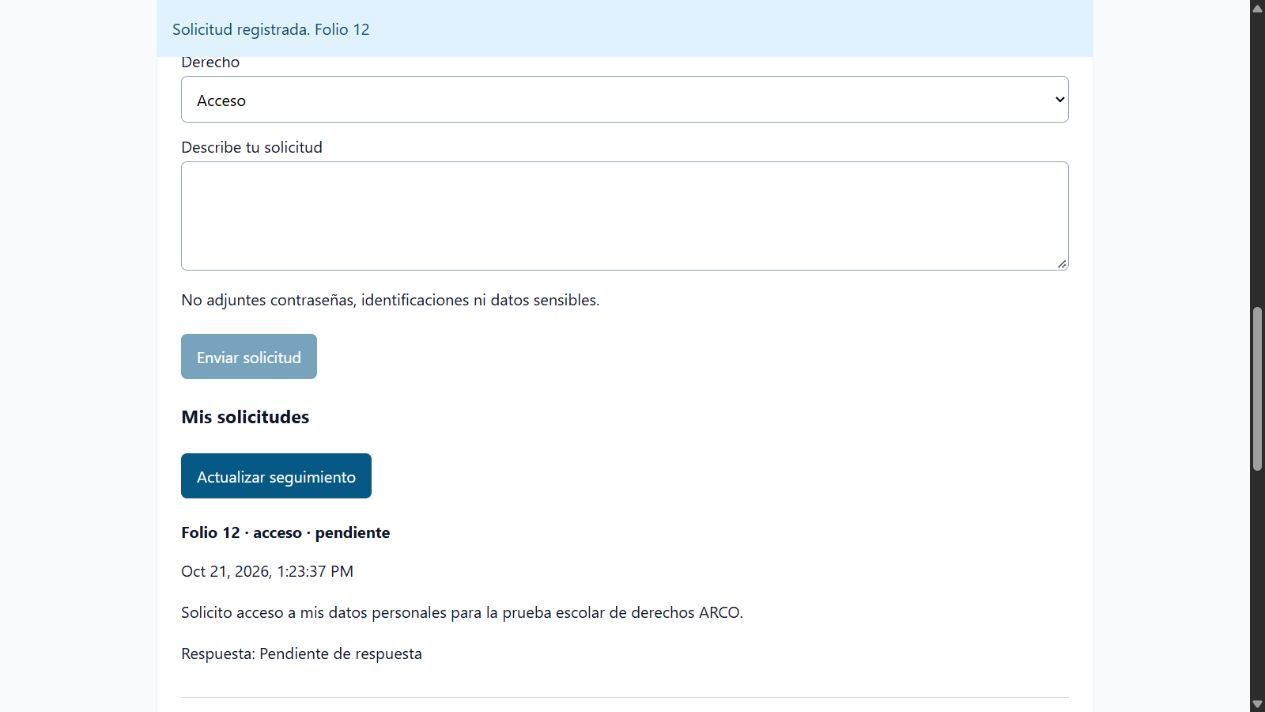 Solicitud registrada. Folio 12
Derecho
Acceso
Describe tu solicitud
No adjuntes contraseñas, identificaciones ni datos sensibles.
Enviar solicitud
Mis solicitudes
Actualizar seguimiento
Folio 12 · acceso · pendiente
Oct 21, 2026, 1:23:37 PM
Solicito acceso a mis datos personales para la prueba escolar de derechos ARCO.
Respuesta: Pendiente de respuesta